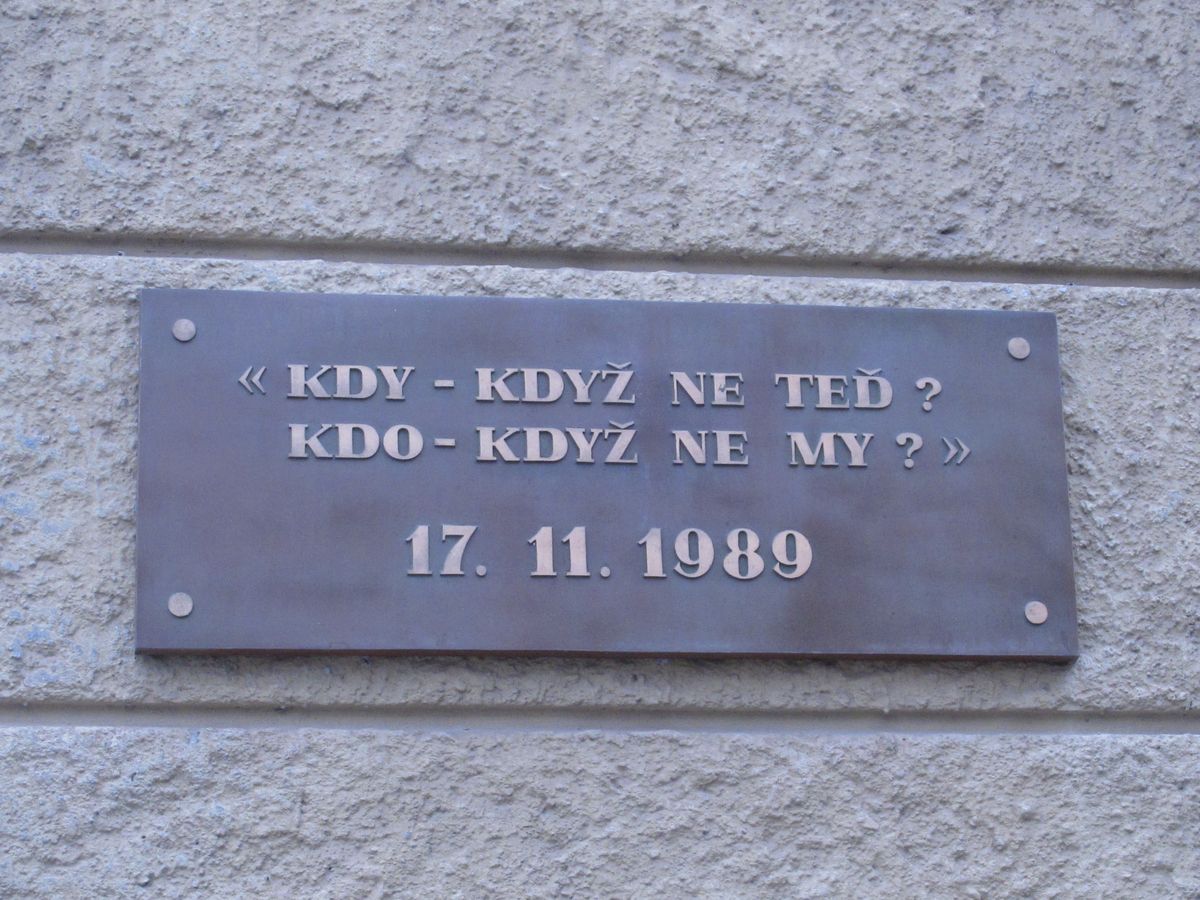 « KDY - KDYŽ NE TEĎ ?
KDO - KDYŽ NE MY ? »
17. 11. 1989